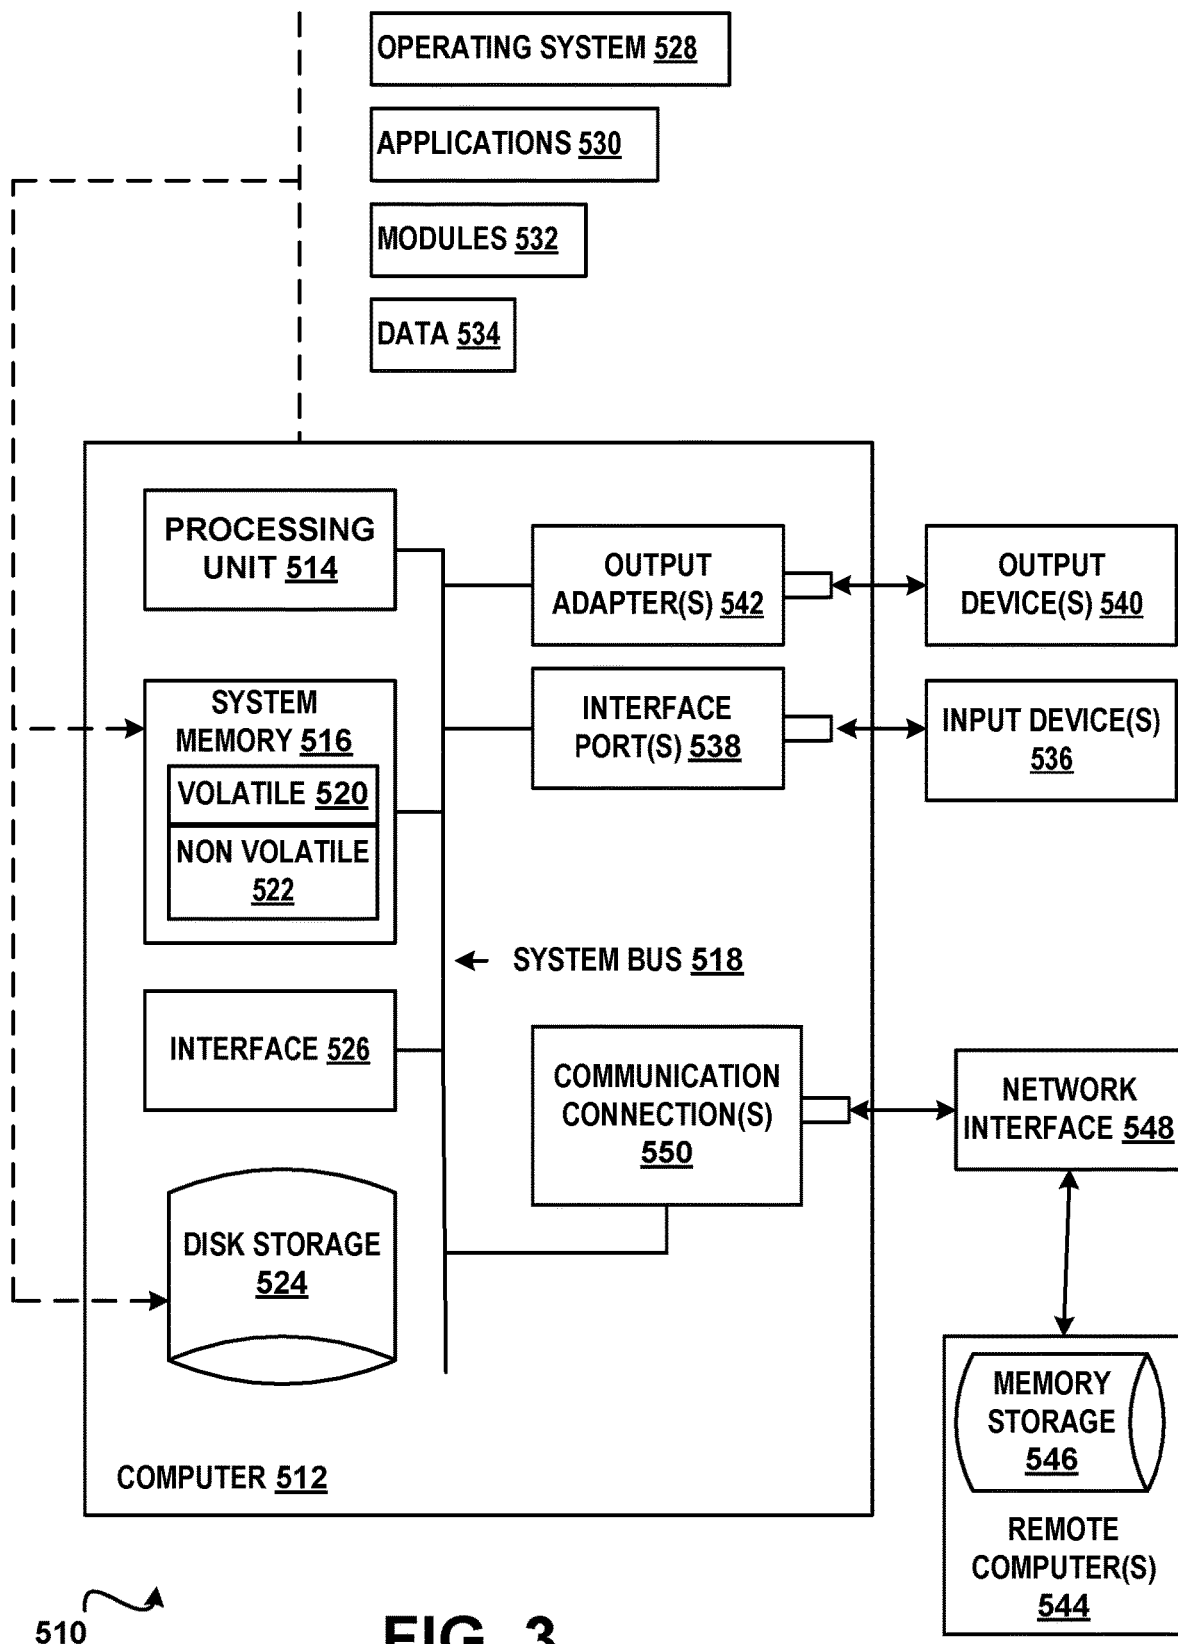 OPERATING SYSTEM 528
APPLICATIONS 530
MODULES 532
DATA 534
PROCESSING
UNIT 514
OUTPUT
ADAPTER(S) 542
OUTPUT
DEVICE(S) 540
SYSTEM
MEMORY 516
VOLATILE 520
NON VOLATILE
522
INTERFACE
PORT(S) 538
INPUT DEVICE(S)
536
SYSTEM BUS 518
INTERFACE 526
COMMUNICATION
CONNECTION(S)
550
NETWORK
INTERFACE 548
DISK STORAGE
524
MEMORY
STORAGE
546
REMOTE
COMPUTER(S)
544
COMPUTER 512
510
FIG. 3